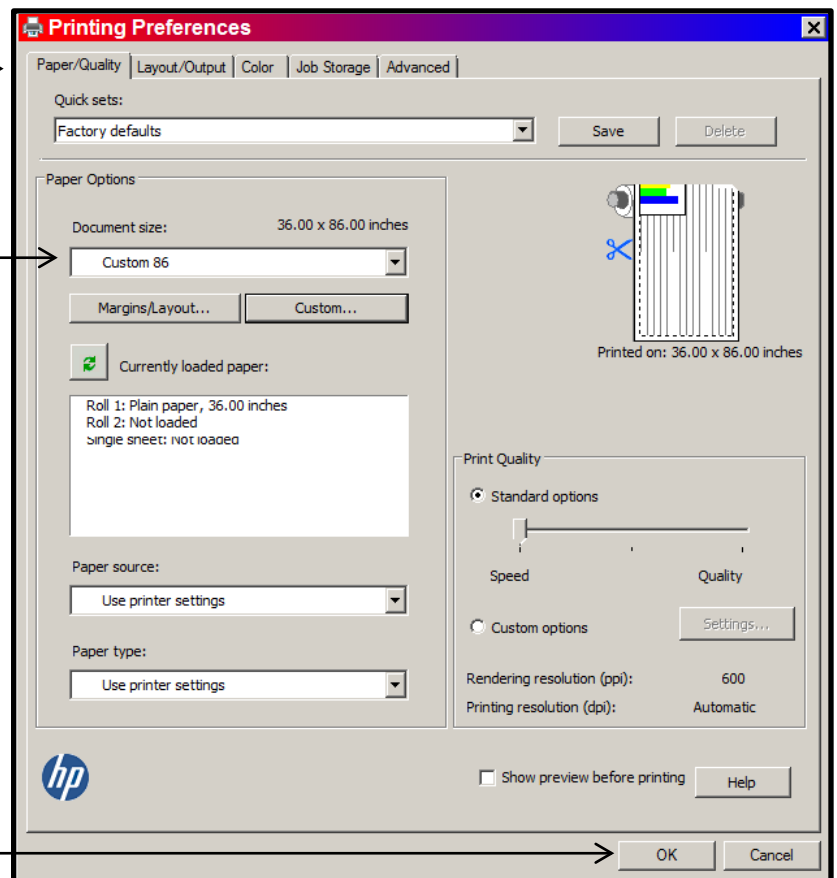 Printing Preferences
Paper/Quality Layout/Output Color Job Storage Advanced
Quick sets:
Factory defaults Save Delete
Paper Options
Document size: 36.00 x 86.00 inches
Custom 86
Margins/Layout... Custom...
Printed on: 36.00 x 86.00 inches
Currently loaded paper:
Roll 1: Plain paper, 36.00 inches
Roll 2: Not loaded
Single sheet: Not loaded
Print Quality
Standard options
Speed Quality
Paper source:
Use printer settings
Custom options Settings...
Paper type:
Use printer settings
Rendering resolution (ppi): 600
Printing resolution (dpi): Automatic
hp
Show preview before printing Help
OK Cancel